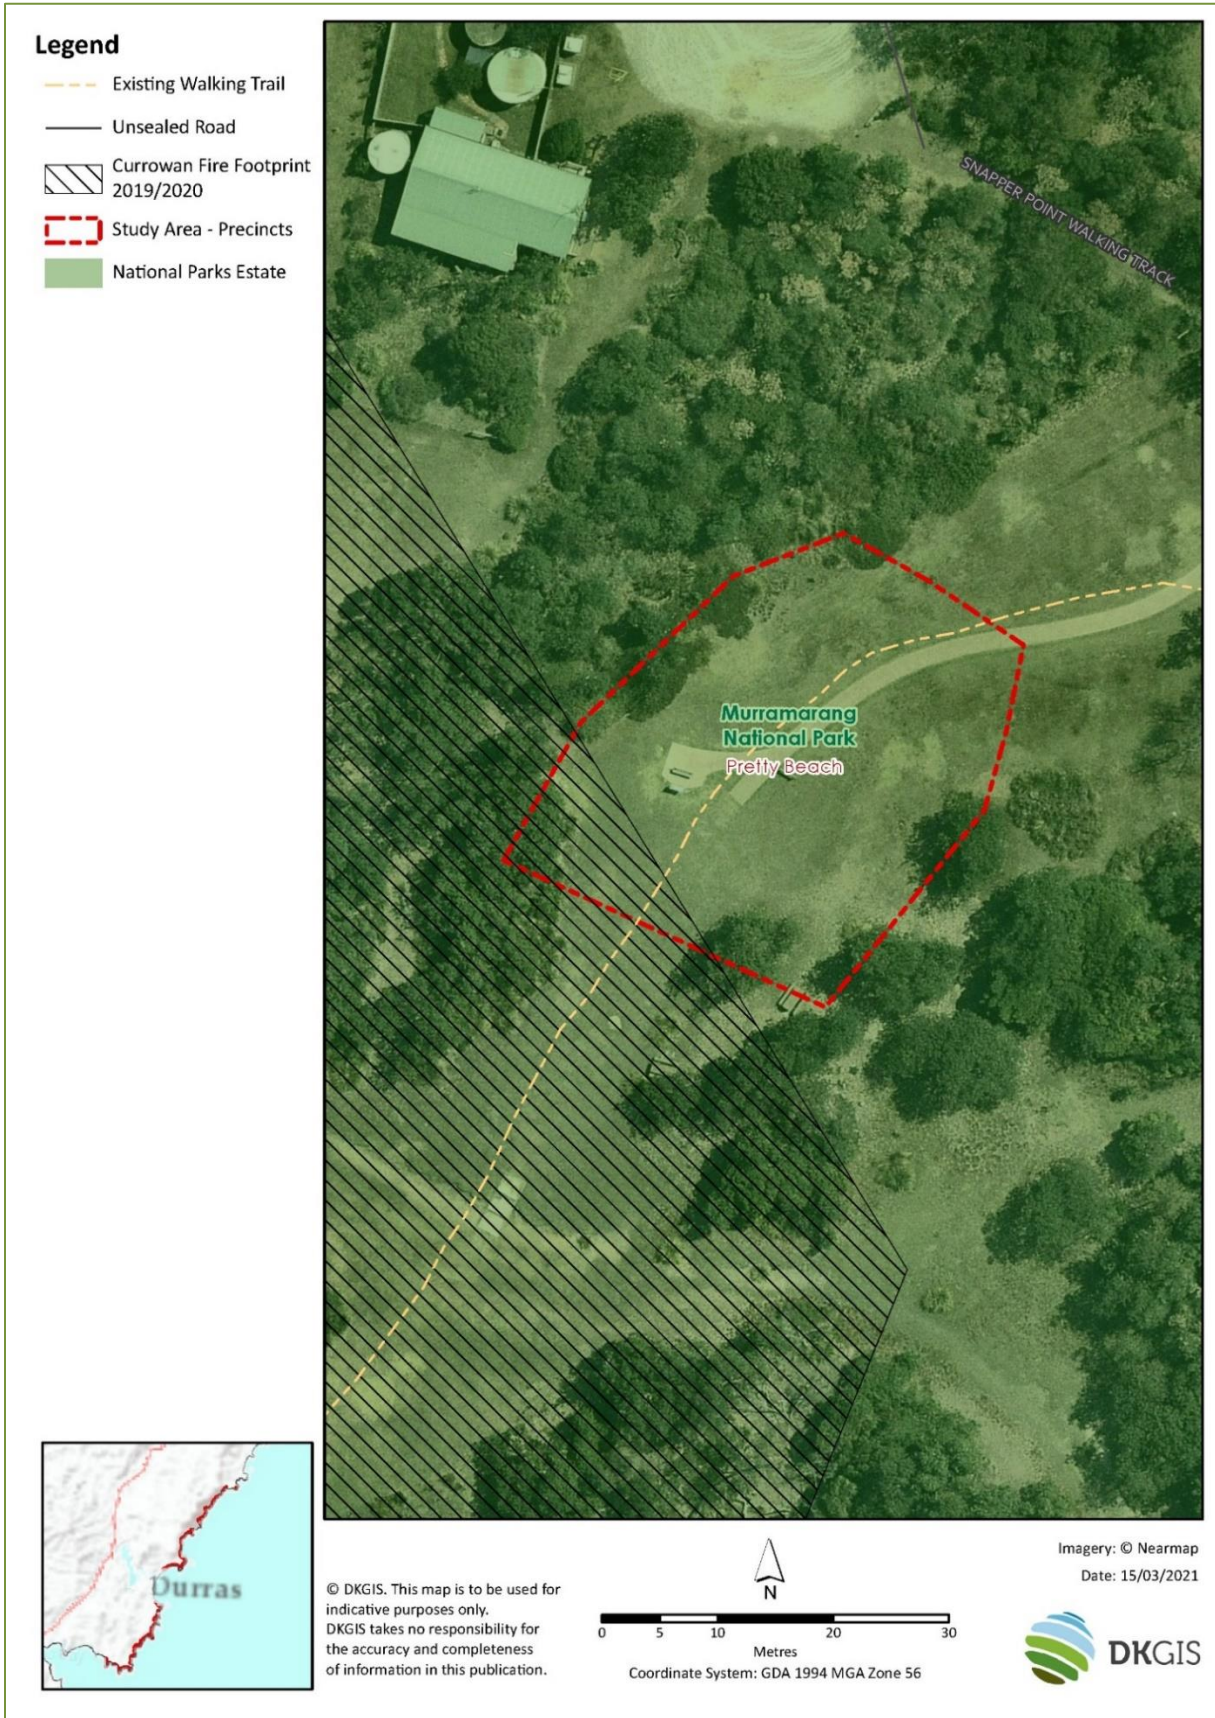 Legend
Existing Walking Trail
Unsealed Road
Currowan Fire Footprint
2019/2020
Study Area - Precincts
National Parks Estate
SNAPPER POINT WALKING TRACK
Murramarang
National Park
Pretty Beach
Durras
© DKGIS. This map is to be used for
indicative purposes only.
DKGIS takes no responsibility for
the accuracy and completeness
of information in this publication.
N
0 5 10 20 30
Metres
Coordinate System: GDA 1994 MGA Zone 56
Imagery: © Nearmap
Date: 15/03/2021
DKGIS